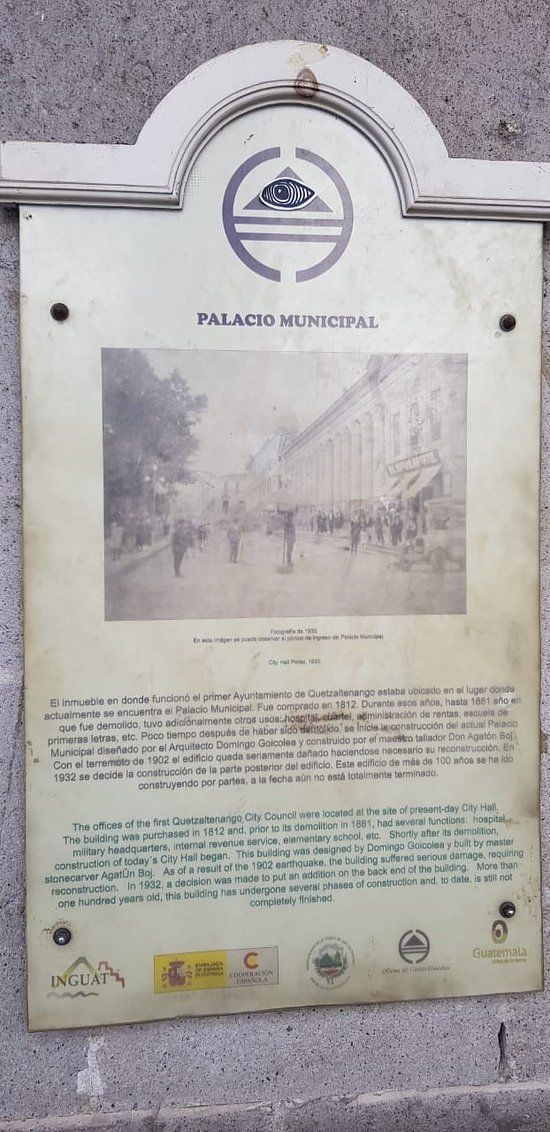 PALACIO MUNICIPAL
Fotografía de 1930.
En esta imágen se puede observar el pórtico de ingreso del Palacio Municipal.
City Hall Portal, 1930.
El inmueble en donde funcionó el primer Ayuntamiento de Quetzaltenango estaba ubicado en el lugar donde
actualmente se encuentra el Palacio Municipal. Fue comprado en 1812. Durante esos años, hasta 1881 año en
que fue demolido, tuvo adicionalmente otros usos: hospital, cuartel, administración de rentas, escuela de
primeras letras, etc. Poco tiempo después de haber sido demolido, se inicia la construcción del actual Palacio
Municipal diseñado por el Arquitecto Domingo Goicolea y construido por el maestro tallador Don Agatón Boj.
Con el terremoto de 1902 el edificio queda seriamente dañado haciendose necesario su reconstrucción. En
1932 se decide la construcción de la parte posterior del edificio. Este edificio de más de 100 años se ha ido
construyendo por partes, a la fecha aún no está totalmente terminado.
The offices of the first Quetzaltenango City Council were located at the site of present-day City Hall.
The building was purchased in 1812 and, prior to its demolition in 1881, had several functions: hospital,
military headquarters, internal revenue service, elementary school, etc. Shortly after its demolition,
construction of today´s City Hall began. This building was designed by Domingo Goicolea y built by master
stonecarver AgatÛn Boj. As of a result of the 1902 earthquake, the building suffered serious damage, requiring
reconstruction. In 1932, a decision was made to put an addition on the back end of the building. More than
one hundred years old, this building has undergone several phases of construction and, to date, is still not
completely finished.
INGUAT
EMBAJADA
DE ESPAÑA
EN GUATEMALA
COOPERACIÓN
ESPAÑOLA
Oficina del Centro Histórico
Guatemala